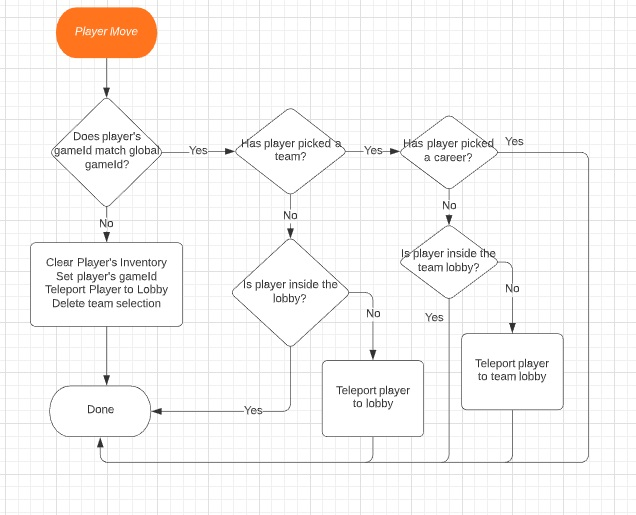 Player Move
Does player's
gameId match global
gameId?
Yes
Has player picked a
team?
Yes
Has player picked
a career?
Yes
No
No
No
Clear Player's Inventory
Set player's gameId
Teleport Player to Lobby
Delete team selection
Is player inside the
lobby?
Is player inside the
team lobby?
No
No
Yes
Teleport player
to lobby
Teleport player
to team lobby
Done
Yes